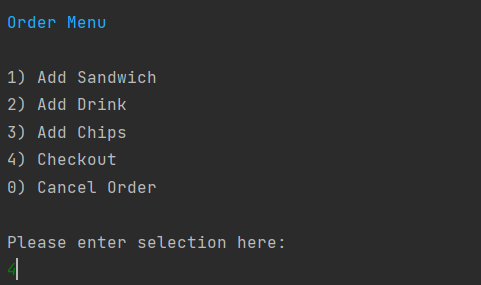 Order Menu
1) Add Sandwich
2) Add Drink
3) Add Chips
4) Checkout
0) Cancel Order
Please enter selection here:
4